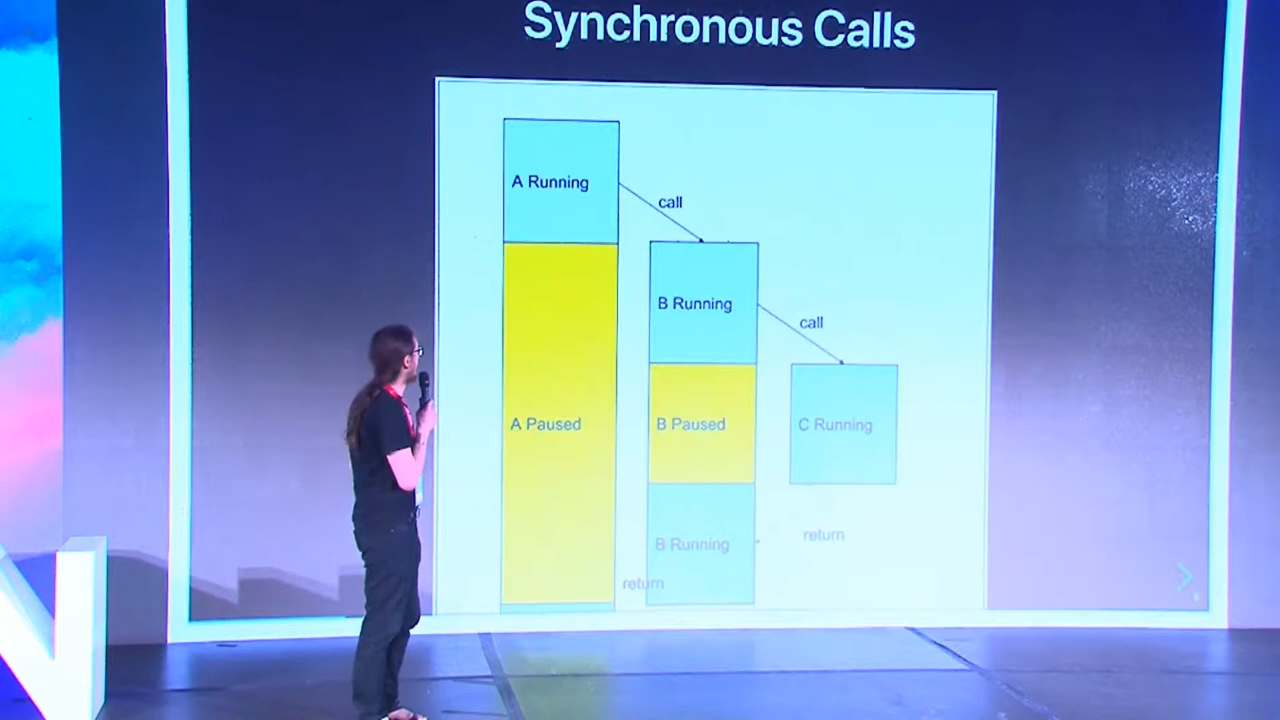 Synchronous Calls
A Running
call
B Running
call
A Paused
B Paused
C Running
B Running
return
return